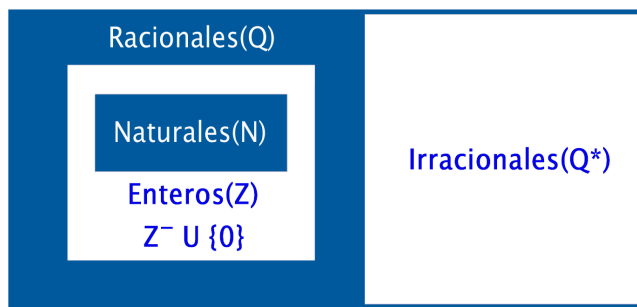 Racionales(Q)
Naturales(N)
Enteros(Z)
Z⁻ U {0}
Irracionales(Q*)